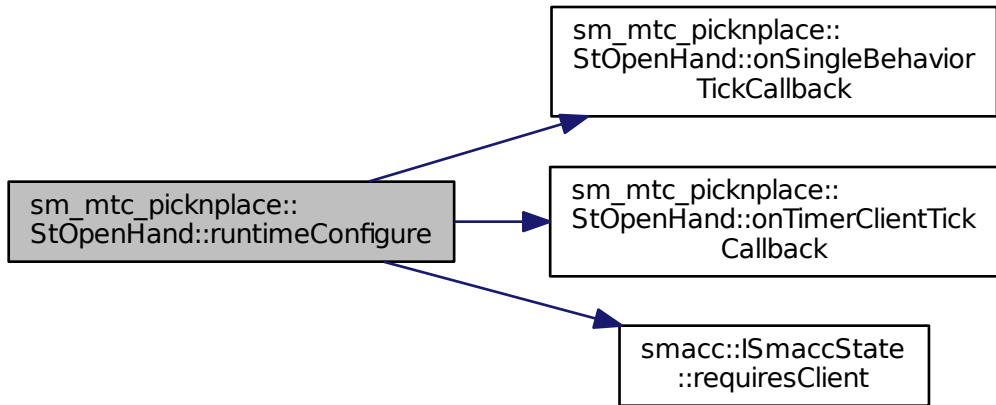 sm_mtc_picknplace::
StOpenHand::runtimeConfigure
sm_mtc_picknplace::
StOpenHand::onSingleBehavior
TickCallback
sm_mtc_picknplace::
StOpenHand::onTimerClientTick
Callback
smacc::ISmaccState
::requiresClient